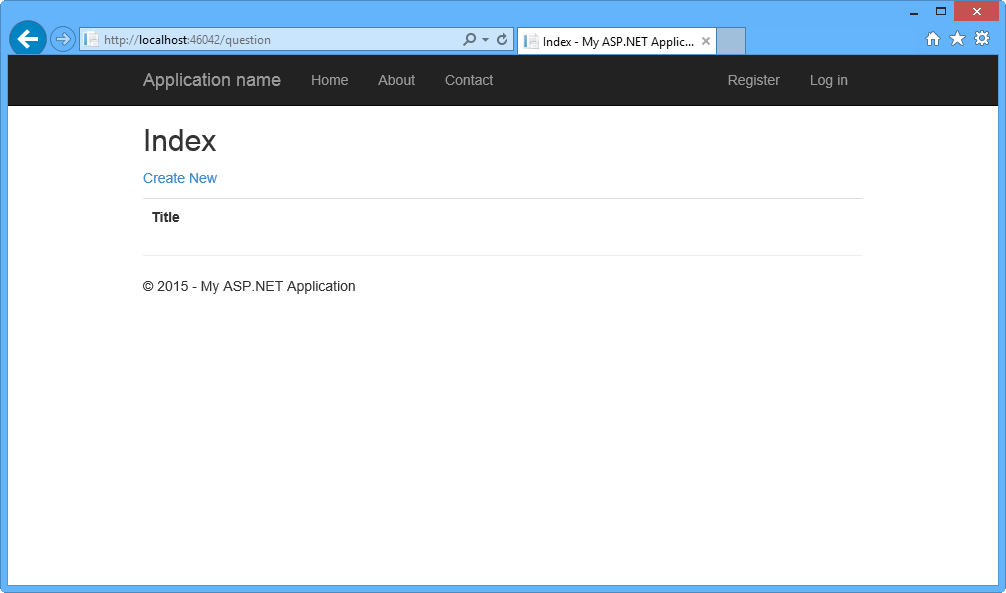 http://localhost:46042/question
Index - My ASP.NET Applic...
Application name Home About Contact Register Log in
Index
Create New
Title
© 2015 - My ASP.NET Application